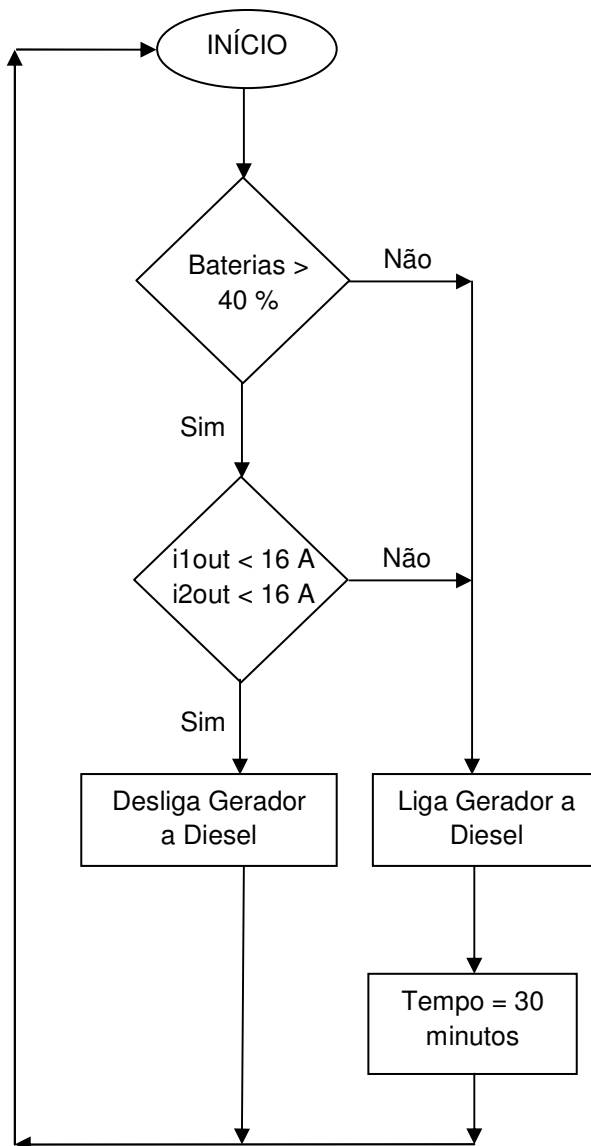 INÍCIO
Baterias >
40 %
Não
Sim
i1out < 16 A
i2out < 16 A
Não
Sim
Desliga Gerador
a Diesel
Liga Gerador a
Diesel
Tempo = 30
minutos